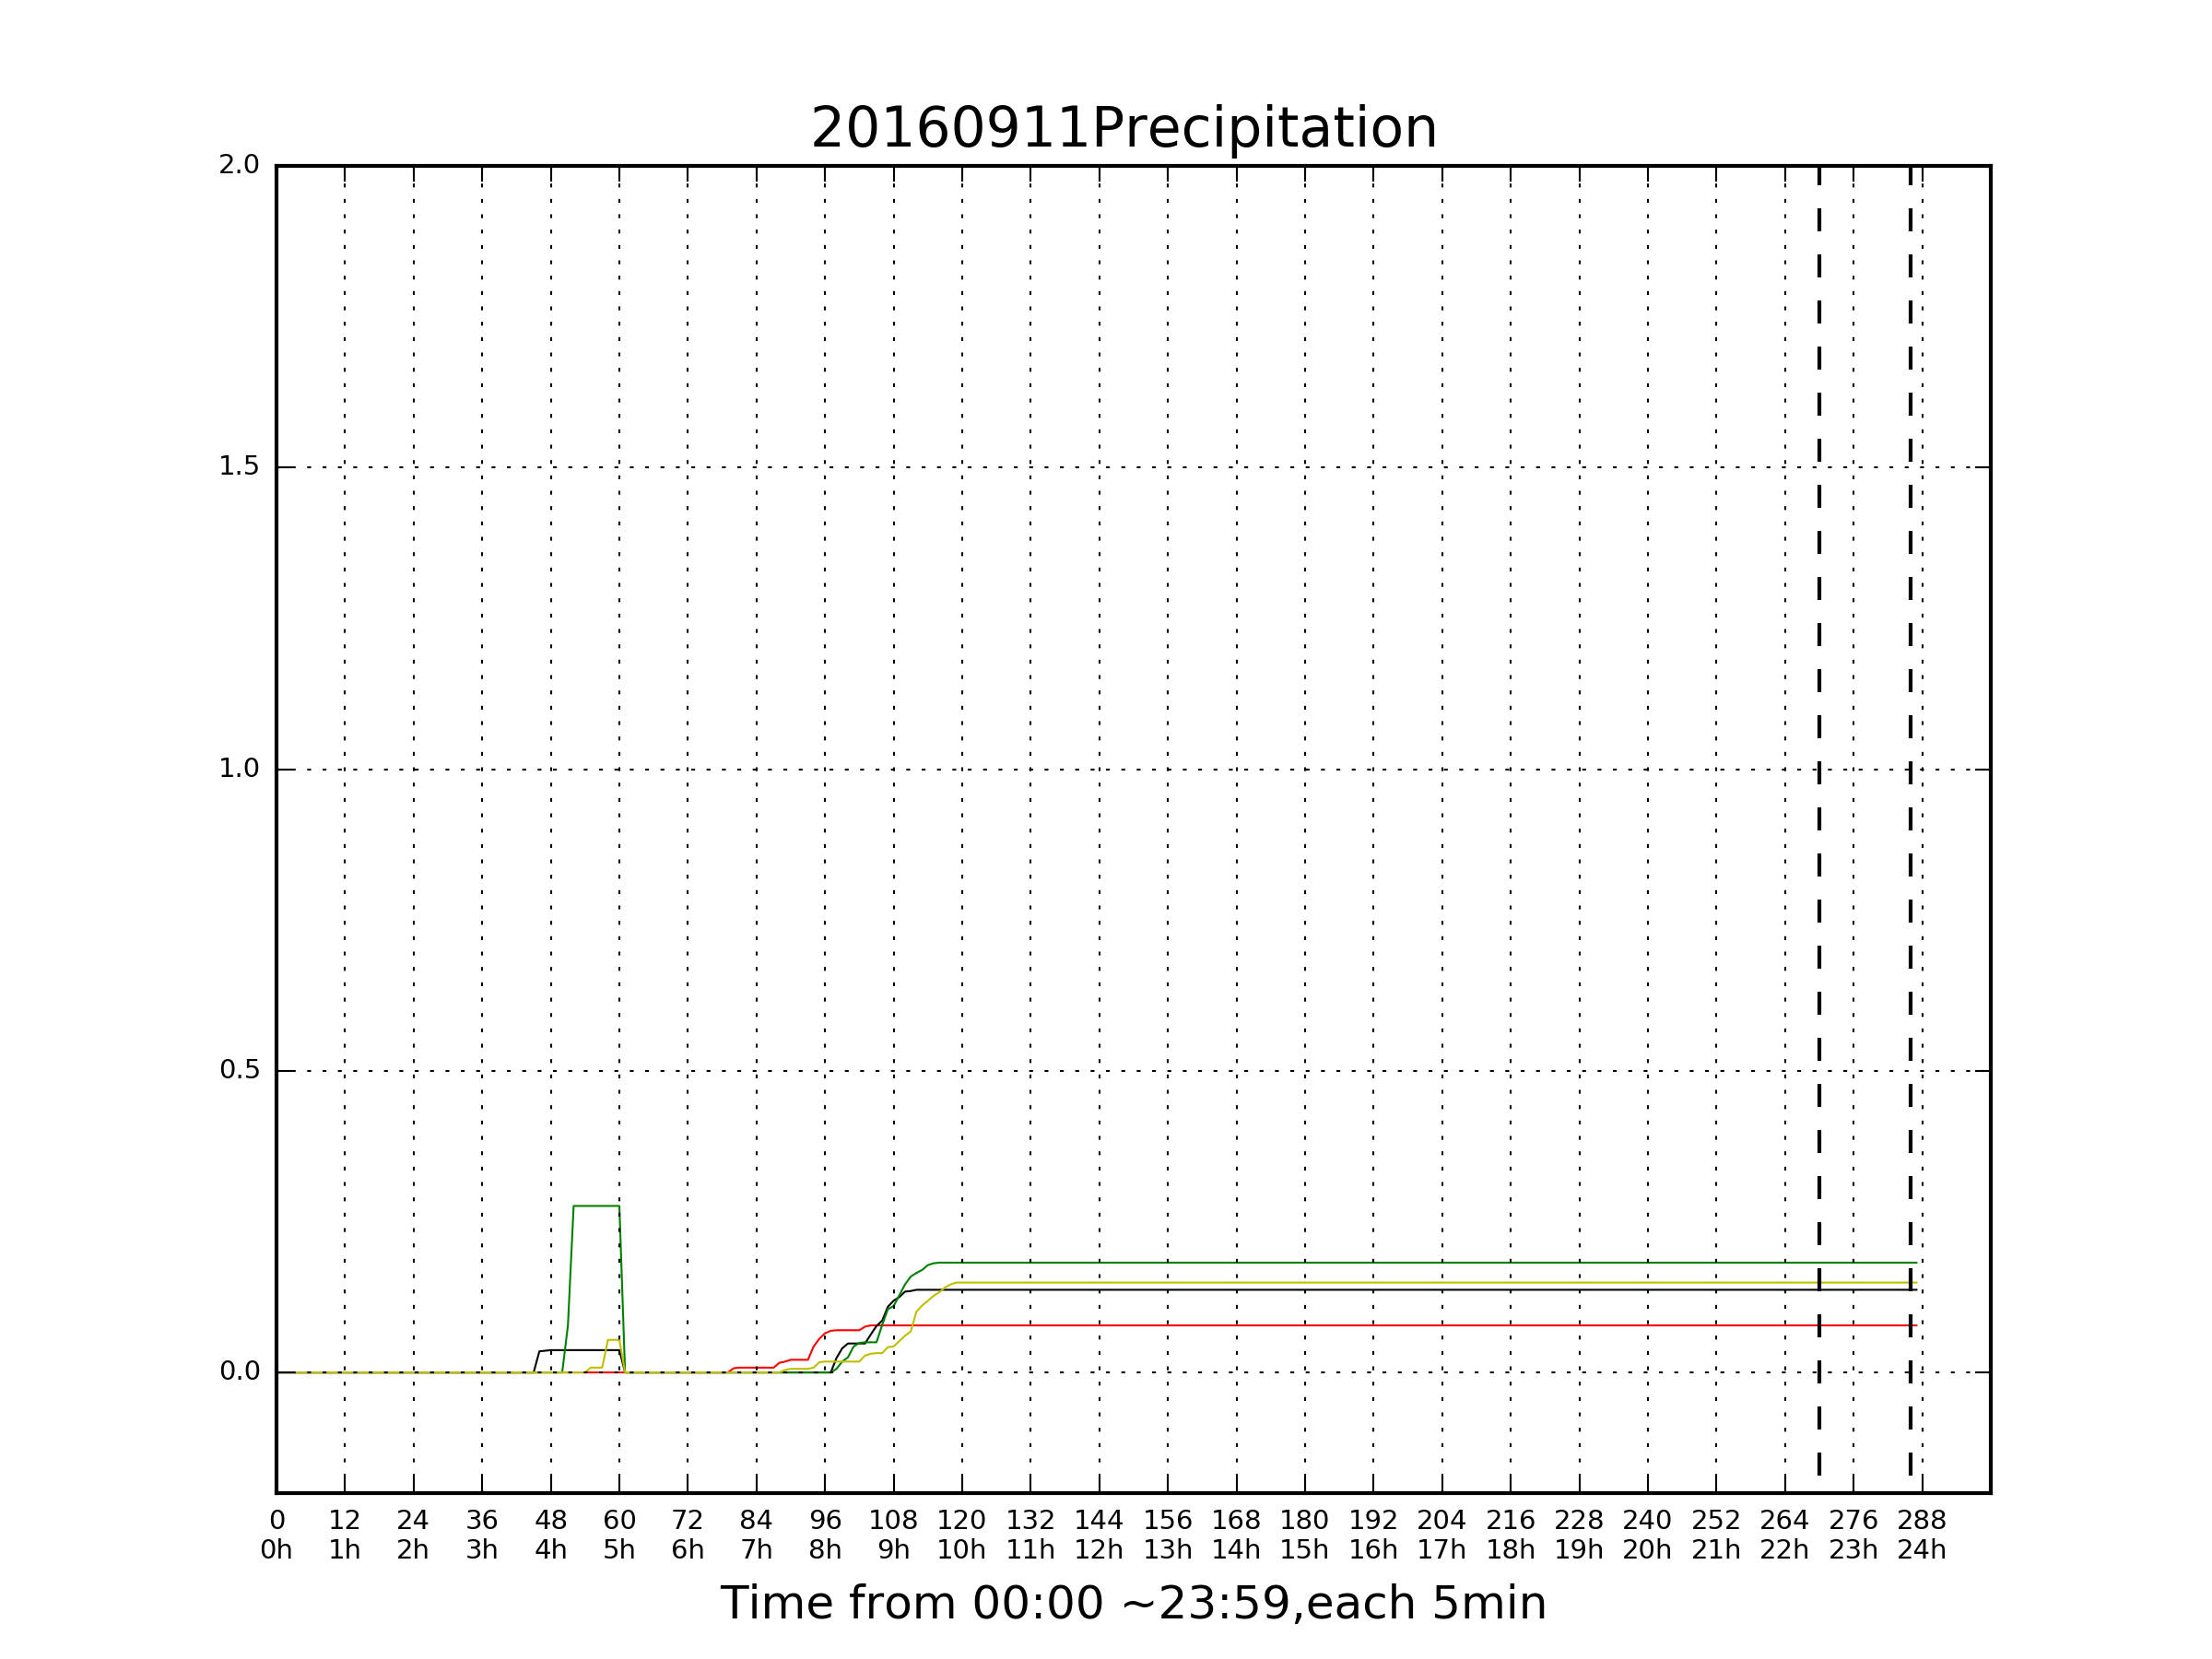 20160911Precipitation
2.0
1.5
1.0
0.5
0.0
0 12 24 36 48 60 72 84 96 108 120 132 144 156 168 180 192 204 216 228 240 252 264 276 288
0h 1h 2h 3h 4h 5h 6h 7h 8h 9h 10h 11h 12h 13h 14h 15h 16h 17h 18h 19h 20h 21h 22h 23h 24h
Time from 00:00 ~23:59,each 5min